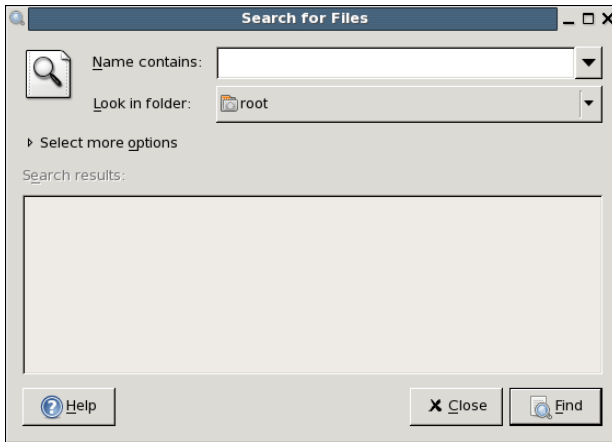 Search for Files
Name contains:
Look in folder: root
Select more options
Search results:
Help Close Find